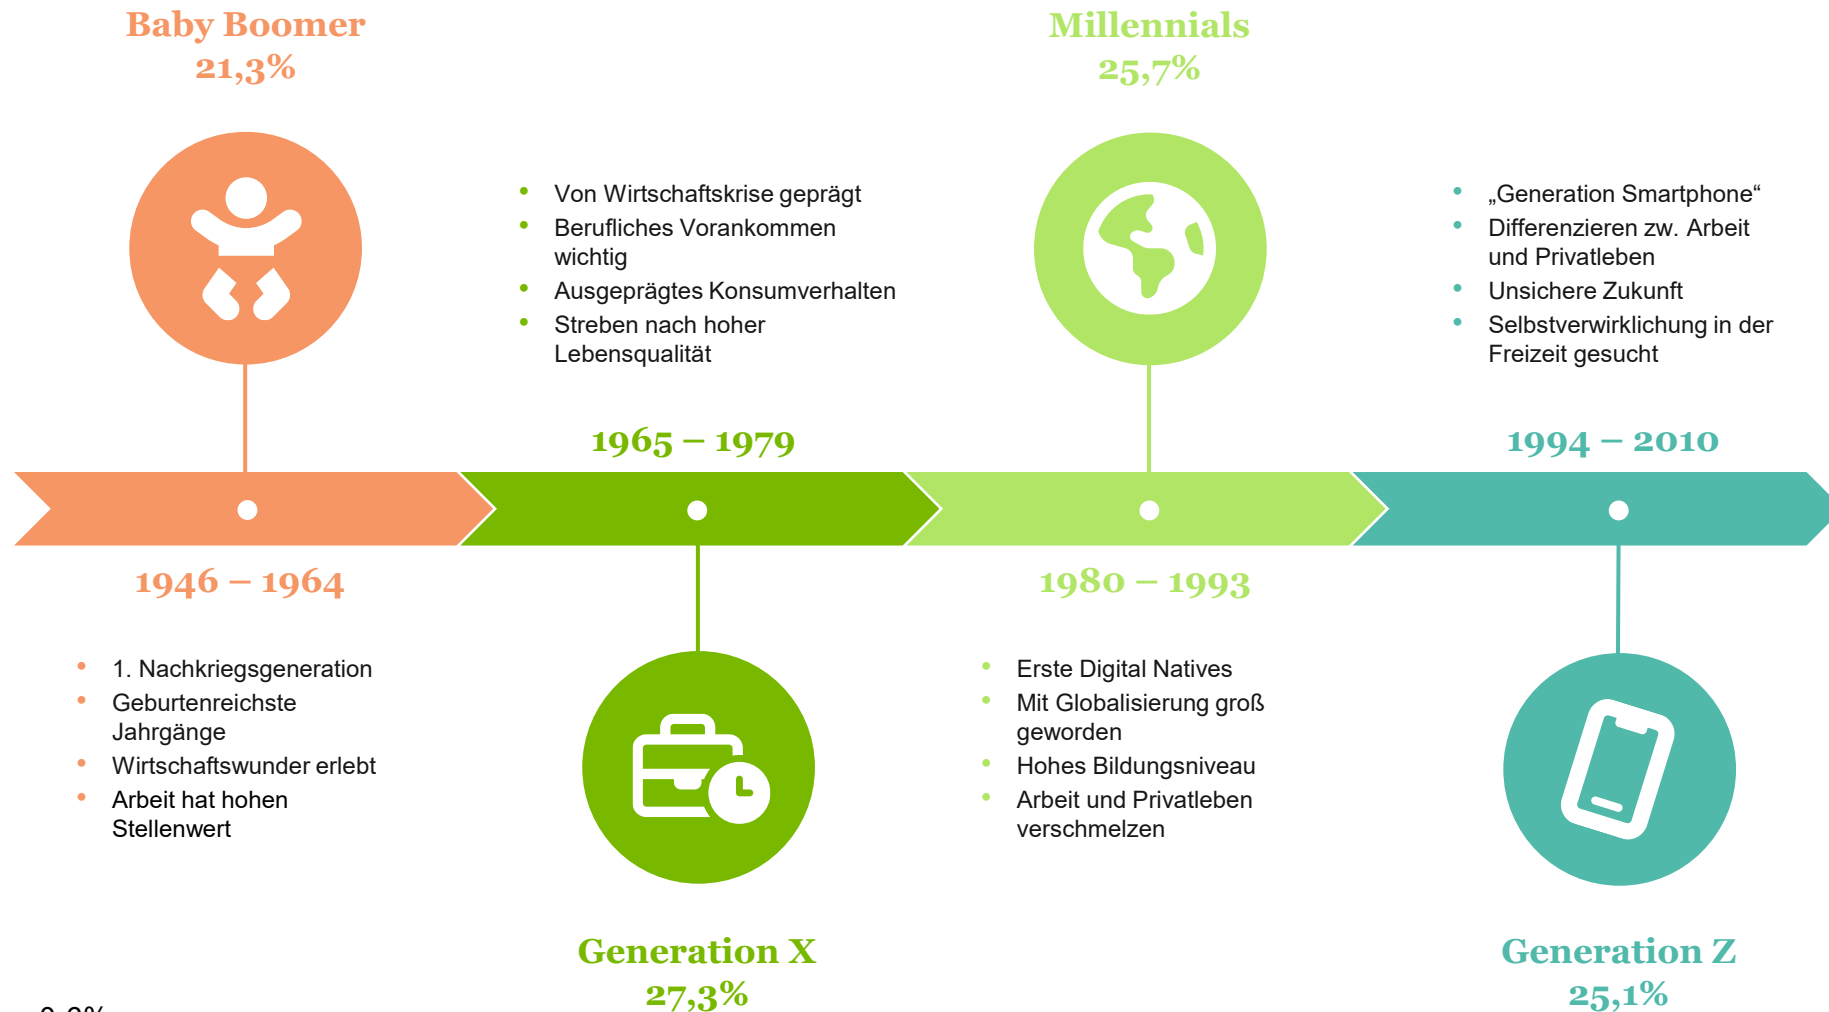 Baby Boomer
21,3%
1946 – 1964
• 1. Nachkriegsgeneration
• Geburtenreichste
Jahrgänge
• Wirtschaftswunder erlebt
• Arbeit hat hohen
Stellenwert
• Von Wirtschaftskrise geprägt
• Berufliches Vorankommen
wichtig
• Ausgeprägtes Konsumverhalten
• Streben nach hoher
Lebensqualität
1965 – 1979
Generation X
27,3%
Millennials
25,7%
1980 – 1993
• Erste Digital Natives
• Mit Globalisierung groß
geworden
• Hohes Bildungsniveau
• Arbeit und Privatleben
verschmelzen
• „Generation Smartphone“
• Differenzieren zw. Arbeit
und Privatleben
• Unsichere Zukunft
• Selbstverwirklichung in der
Freizeit gesucht
1994 – 2010
Generation Z
25,1%